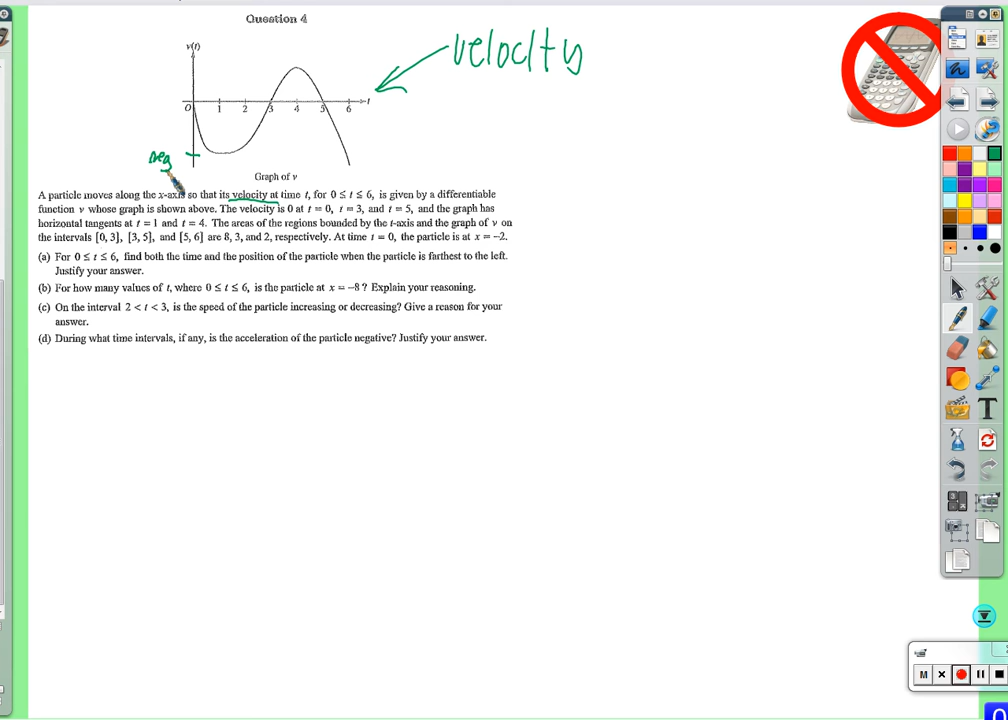 Question 4
v(t)
velocity
O 1 2 3 4 5 6 t
neg
Graph of v
A particle moves along the x-axis so that its velocity at time t, for 0 ≤ t ≤ 6, is given by a differentiable
function v whose graph is shown above. The velocity is 0 at t = 0, t = 3, and t = 5, and the graph has
horizontal tangents at t = 1 and t = 4. The areas of the regions bounded by the t-axis and the graph of v on
the intervals [0, 3], [3, 5], and [5, 6] are 8, 3, and 2, respectively. At time t = 0, the particle is at x = −2.
(a) For 0 ≤ t ≤ 6, find both the time and the position of the particle when the particle is farthest to the left.
Justify your answer.
(b) For how many values of t, where 0 ≤ t ≤ 6, is the particle at x = −8? Explain your reasoning.
(c) On the interval 2 < t < 3, is the speed of the particle increasing or decreasing? Give a reason for your
answer.
(d) During what time intervals, if any, is the acceleration of the particle negative? Justify your answer.
T
M